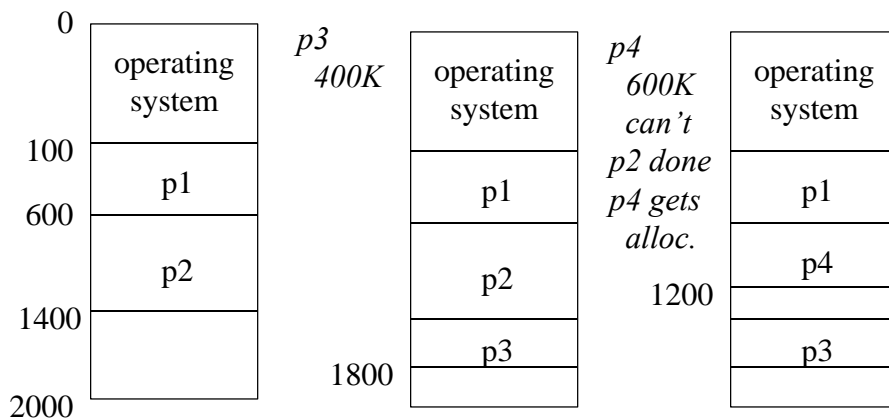 0
operating
system
100
p1
600
p2
1400
2000
p3
400K
operating
system
p1
p2
p3
1800
p4
600K
can't
p2 done
p4 gets
alloc.
1200
operating
system
p1
p4
p3